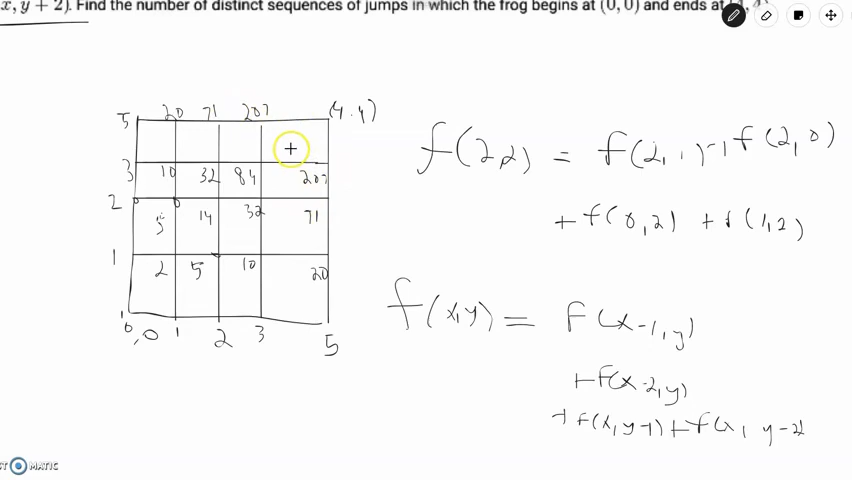 x, y + 2). Find the number of distinct sequences of jumps in which the frog begins at (0, 0) and ends at
5 20 71 207 (4.4)
3 10 32 84 207
2 5 14 32 71
1 2 5 10 20
1
0,0 1 2 3 5
f(2,2) = f(2,1)+f(2,0)
+ f(0,2) + f(1,2)
f(x,y) = f(x-1,y)
+f(x-2,y)
+f(x,y-1)+f(x, y-2)
MATIC